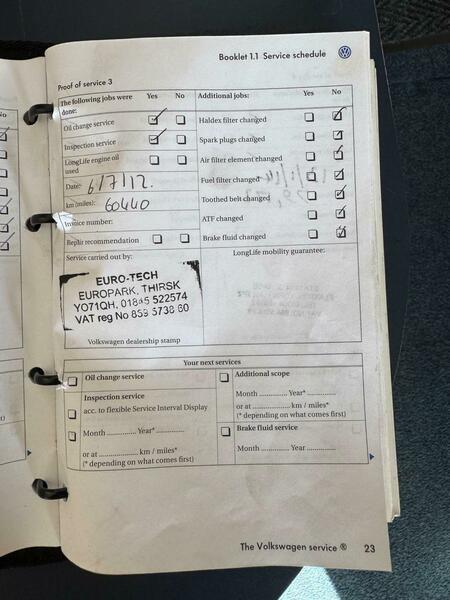 Booklet 1.1 Service schedule
Proof of service 3
The following jobs were done:
Yes No
Oil change service
Inspection service
LongLife engine oil used
Date: 6/7/12.
km (miles): 60440
Invoice number:
Repair recommendation
Service carried out by:
EURO-TECH
EUROPARK, THIRSK
YO71QH, 01845 522574
VAT reg No 859 5738 60
Volkswagen dealership stamp
Additional jobs:
Yes No
Haldex filter changed
Spark plugs changed
Air filter element changed
Fuel filter changed
Toothed belt changed
ATF changed
Brake fluid changed
LongLife mobility guarantee:
Your next services
Oil change service
Inspection service
acc. to flexible Service Interval Display
Month .............. Year* ..............
or at ...................... km / miles*
(* depending on what comes first)
Additional scope
Month .............. Year* ..............
or at ...................... km / miles*
(* depending on what comes first)
Brake fluid service
Month .............. Year ..............
The Volkswagen service ® 23
No